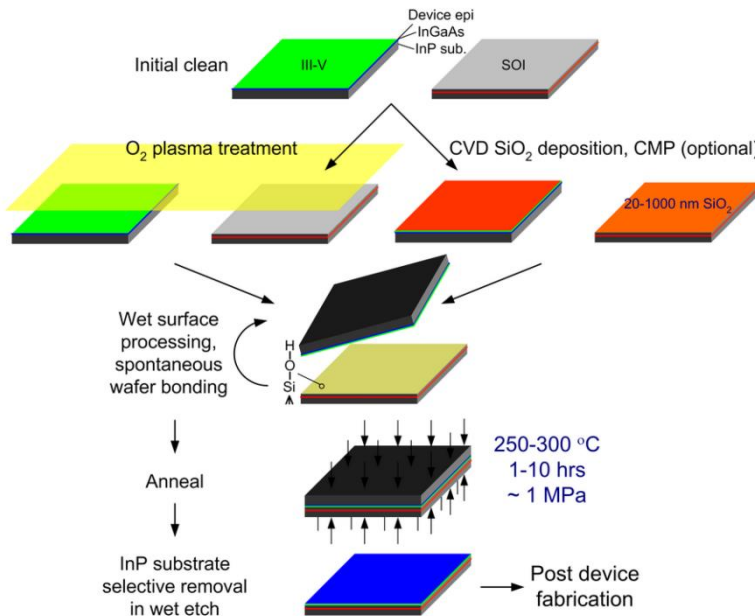 Device epi
InGaAs
InP sub.
Initial clean
III-V
SOI
O₂ plasma treatment
CVD SiO₂ deposition, CMP (optional)
20-1000 nm SiO₂
Wet surface
processing,
spontaneous
wafer bonding
H
O
Si
250-300 °C
1-10 hrs
~ 1 MPa
Anneal
InP substrate
selective removal
in wet etch
Post device
fabrication